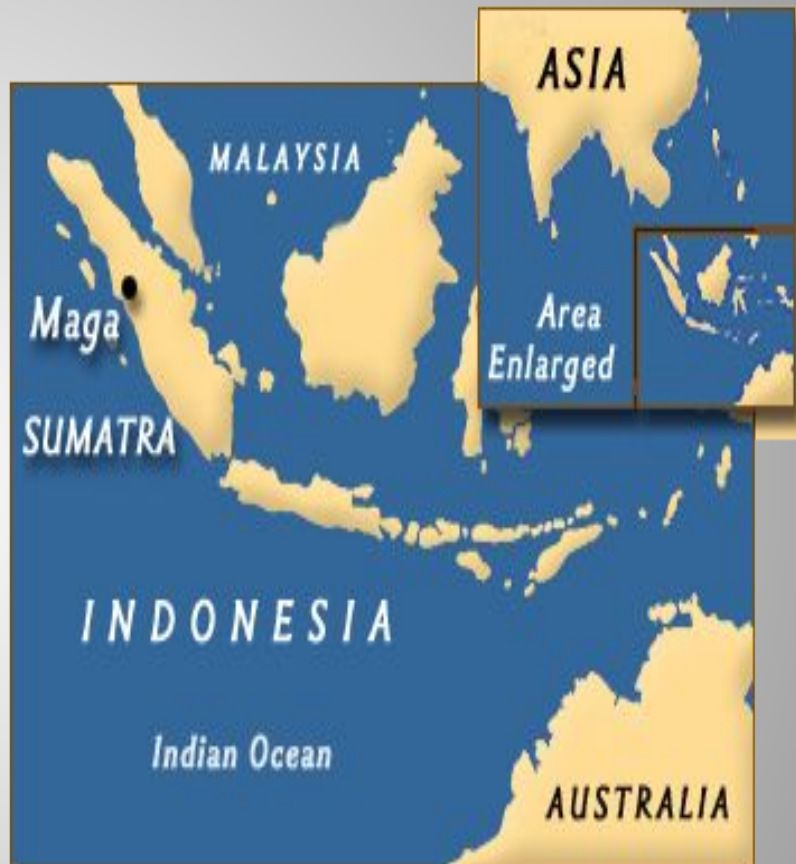 ASIA
MALAYSIA
Area
Enlarged
Maga
SUMATRA
INDONESIA
Indian Ocean
AUSTRALIA